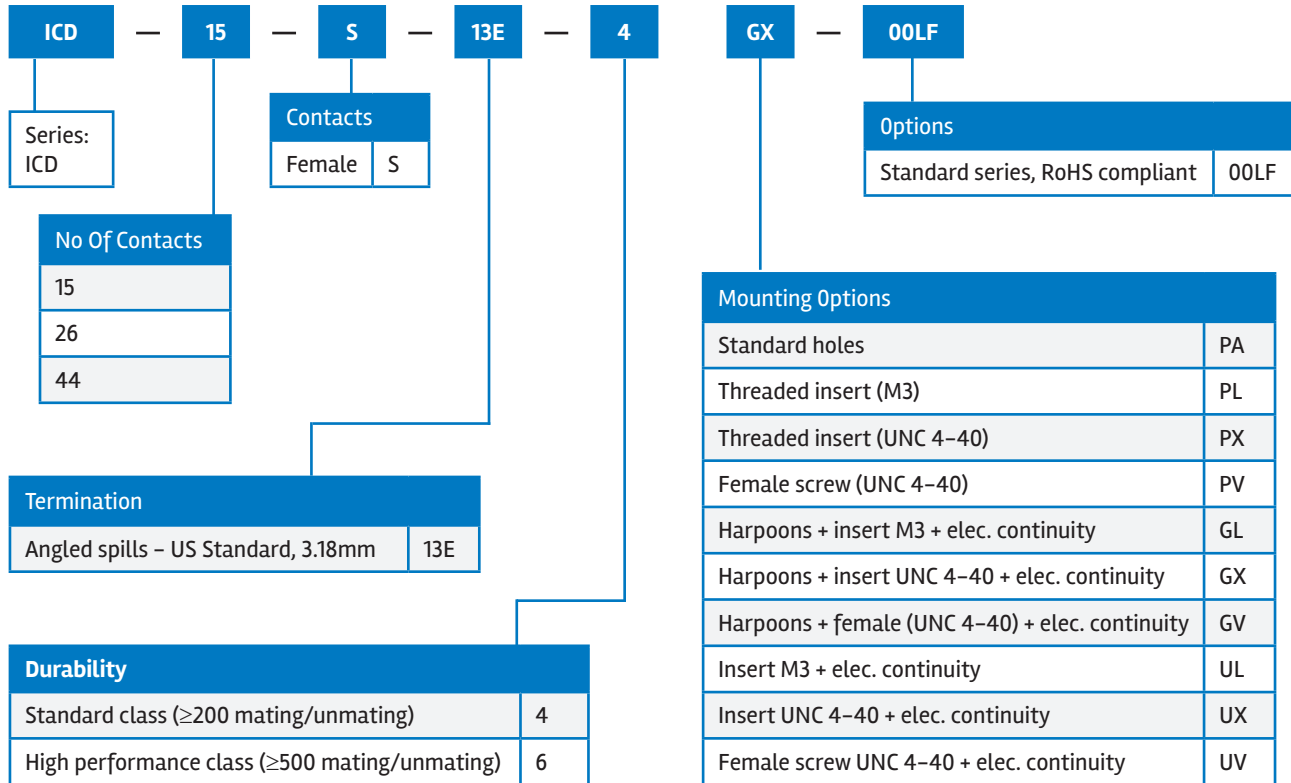 ICD — 15 — S — 13E — 4 GX — 00LF
Series:
ICD
Contacts
Female S
Options
Standard series, RoHS compliant 00LF
No Of Contacts
15
26
44
Mounting Options
Standard holes PA
Threaded insert (M3) PL
Threaded insert (UNC 4-40) PX
Female screw (UNC 4-40) PV
Harpoons + insert M3 + elec. continuity GL
Harpoons + insert UNC 4-40 + elec. continuity GX
Harpoons + female (UNC 4-40) + elec. continuity GV
Insert M3 + elec. continuity UL
Insert UNC 4-40 + elec. continuity UX
Female screw UNC 4-40 + elec. continuity UV
Termination
Angled spills – US Standard, 3.18mm 13E
Durability
Standard class (≥200 mating/unmating) 4
High performance class (≥500 mating/unmating) 6